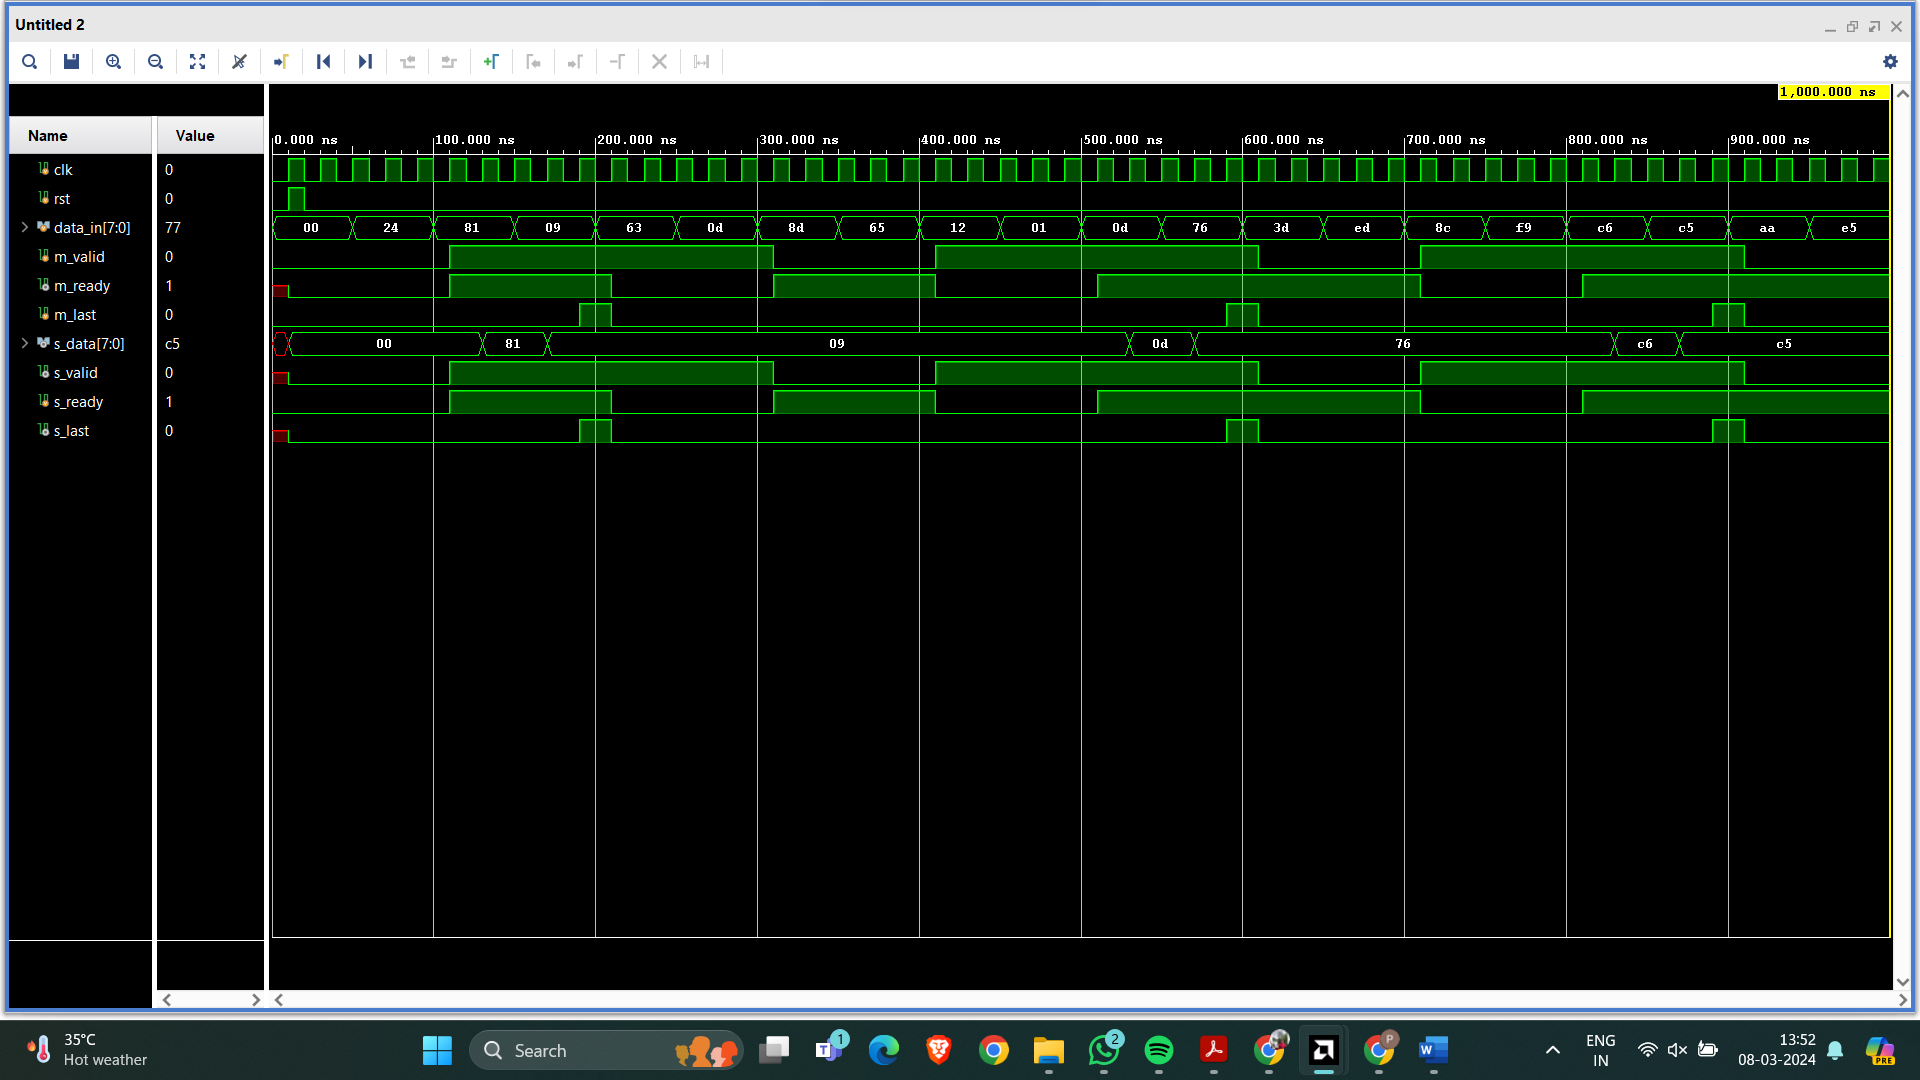 Untitled 2
1,000.000 ns
Name Value
0.000 ns 100.000 ns 200.000 ns 300.000 ns 400.000 ns 500.000 ns 600.000 ns 700.000 ns 800.000 ns 900.000 ns
clk 0
rst 0
data_in[7:0] 77 00 24 81 09 63 0d 8d 65 12 01 0d 76 3d ed 8c f9 c6 c5 aa e5
m_valid 0
m_ready 1
m_last 0
s_data[7:0] c5 00 81 09 0d 76 c6 c5
s_valid 0
s_ready 1
s_last 0
35°C
Hot weather
Search
1
2
P
W
ENG
IN
13:52
08-03-2024
PRE